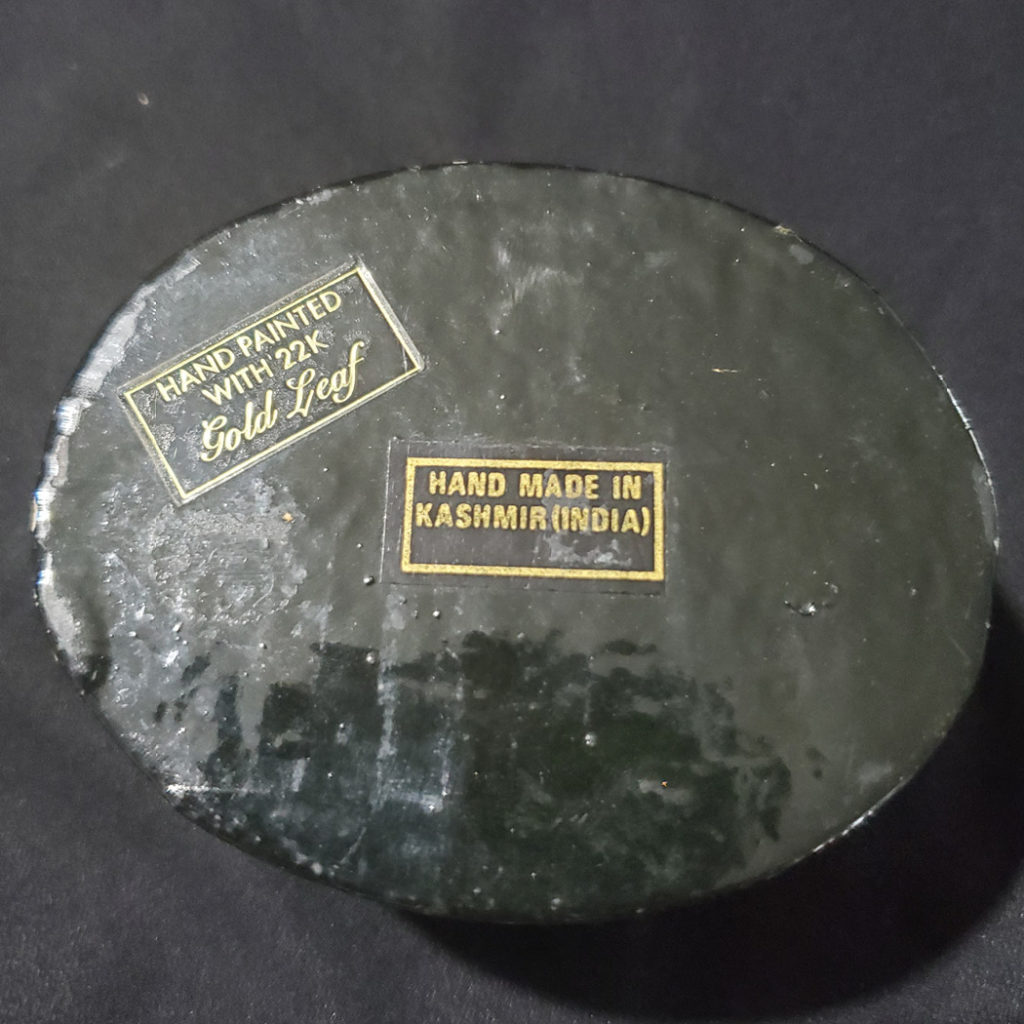 HAND PAINTED
WITH 22K
Gold Leaf
HAND MADE IN
KASHMIR (INDIA)